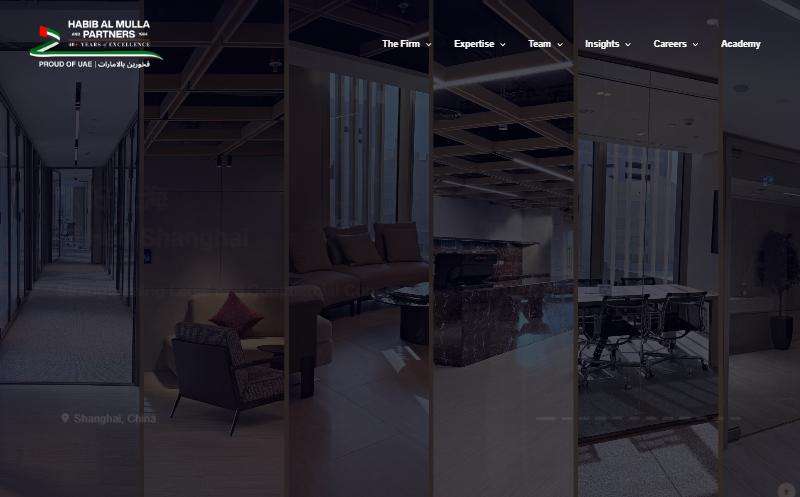 HABIB AL MULLA
AND PARTNERS 1984
40+ YEARS of EXCELLENCE
PROUD OF UAE | فخورين بالامارات
The Firm
Expertise
Team
Insights
Careers
Academy
Shanghai
Shanghai, China